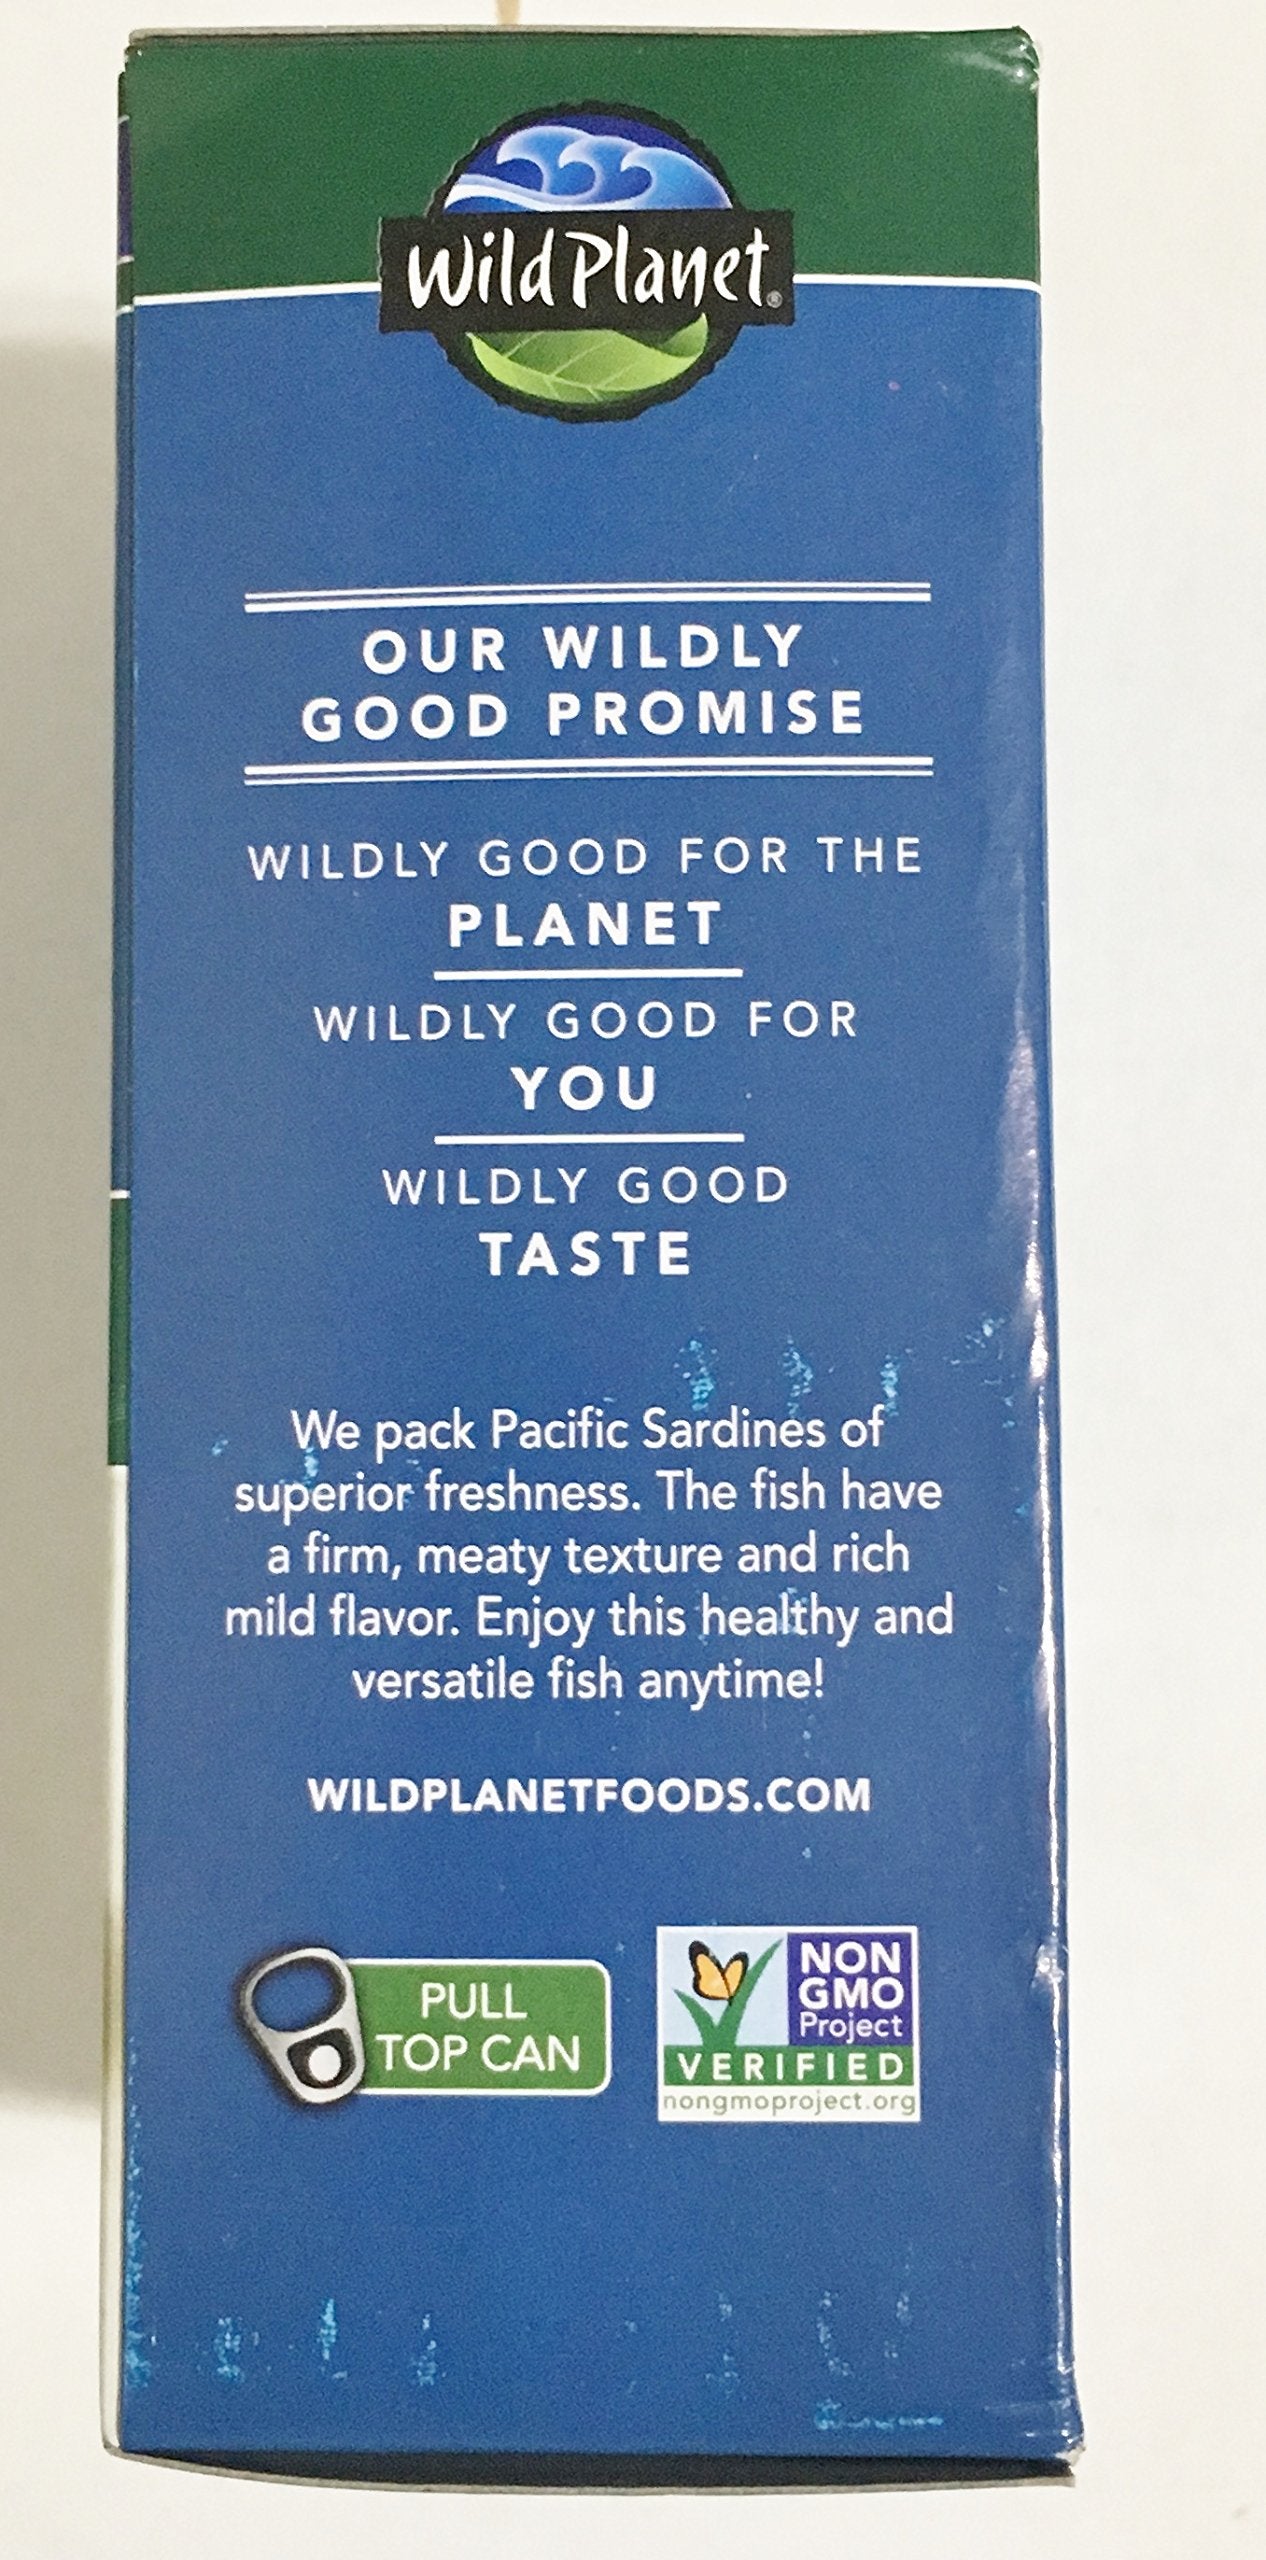 Wild Planet®
OUR WILDLY
GOOD PROMISE
WILDLY GOOD FOR THE
PLANET
WILDLY GOOD FOR
YOU
WILDLY GOOD
TASTE
We pack Pacific Sardines of
superior freshness. The fish have
a firm, meaty texture and rich
mild flavor. Enjoy this healthy and
versatile fish anytime!
WILDPLANETFOODS.COM
PULL
TOP CAN
NON
GMO
Project
VERIFIED
nongmoproject.org